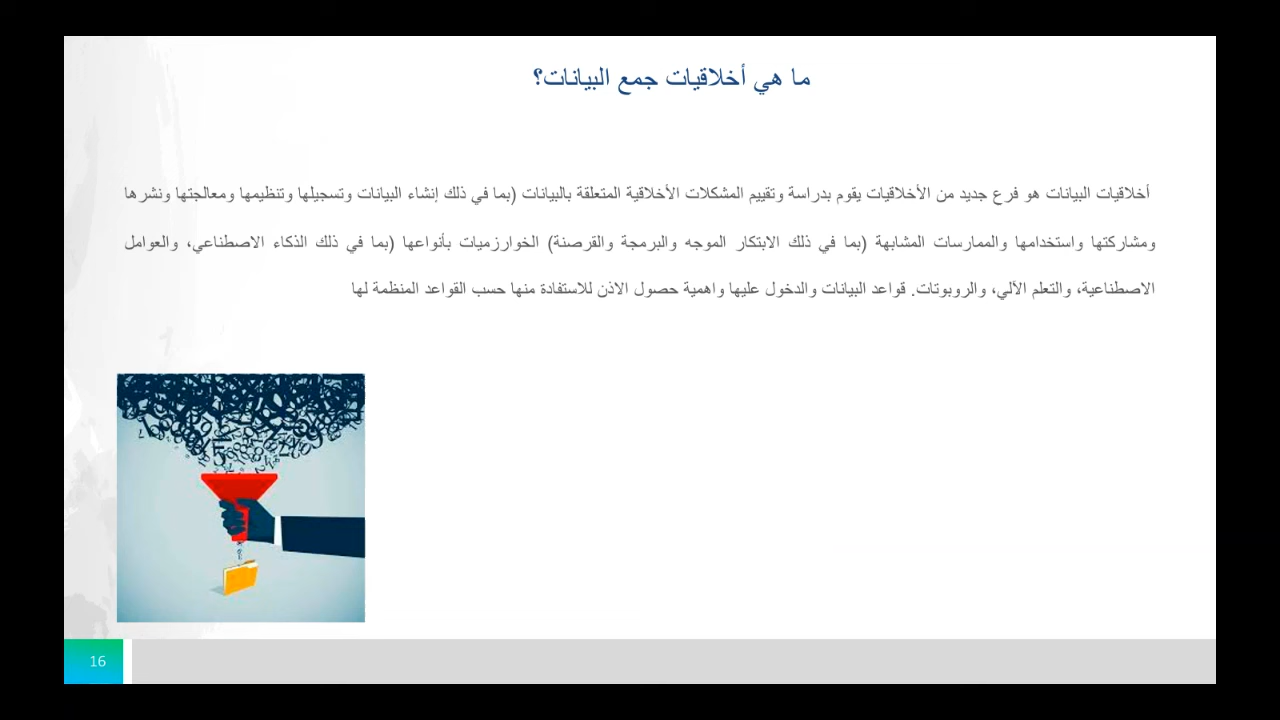 ما هي أخلاقيات جمع البيانات؟
أخلاقيات البيانات هو فرع جديد من الأخلاقيات يقوم بدراسة وتقييم المشكلات الأخلاقية المتعلقة بالبيانات (بما في ذلك إنشاء البيانات وتسجيلها وتنظيمها ومعالجتها ونشرها
ومشاركتها واستخدامها والممارسات المشابهة (بما في ذلك الابتكار الموجه والبرمجة والقرصنة) الخوارزميات بأنواعها (بما في ذلك الذكاء الاصطناعي، والعوامل
الاصطناعية، والتعلم الآلي، والروبوتات. قواعد البيانات والدخول عليها واهمية حصول الاذن للاستفادة منها حسب القواعد المنظمة لها
16